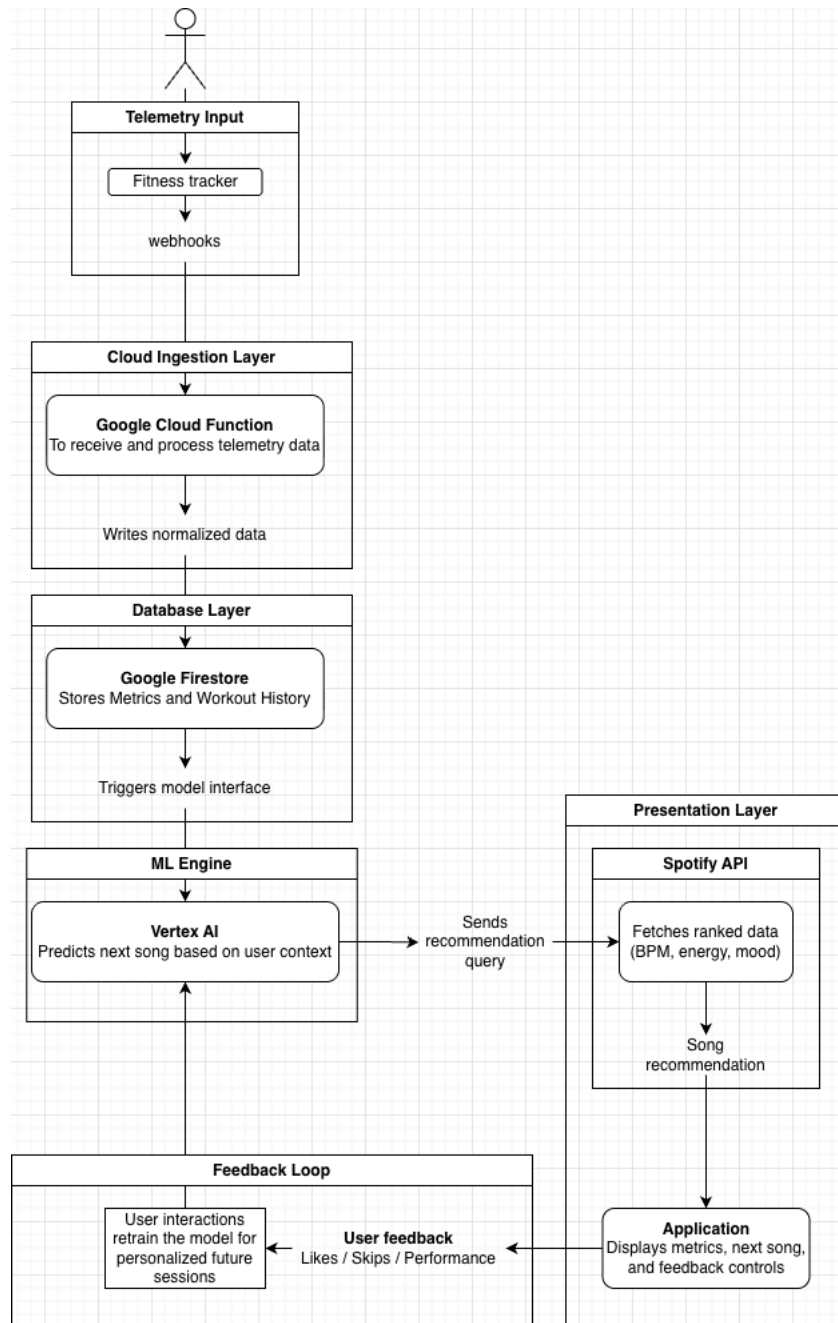 Telemetry Input
Fitness tracker
webhooks
Cloud Ingestion Layer
Google Cloud Function
To receive and process telemetry data
Writes normalized data
Database Layer
Google Firestore
Stores Metrics and Workout History
Triggers model interface
ML Engine
Vertex AI
Predicts next song based on user context
Sends
recommendation
query
Presentation Layer
Spotify API
Fetches ranked data
(BPM, energy, mood)
Song
recommendation
Application
Displays metrics, next song,
and feedback controls
Feedback Loop
User feedback
Likes / Skips / Performance
User interactions
retrain the model for
personalized future
sessions